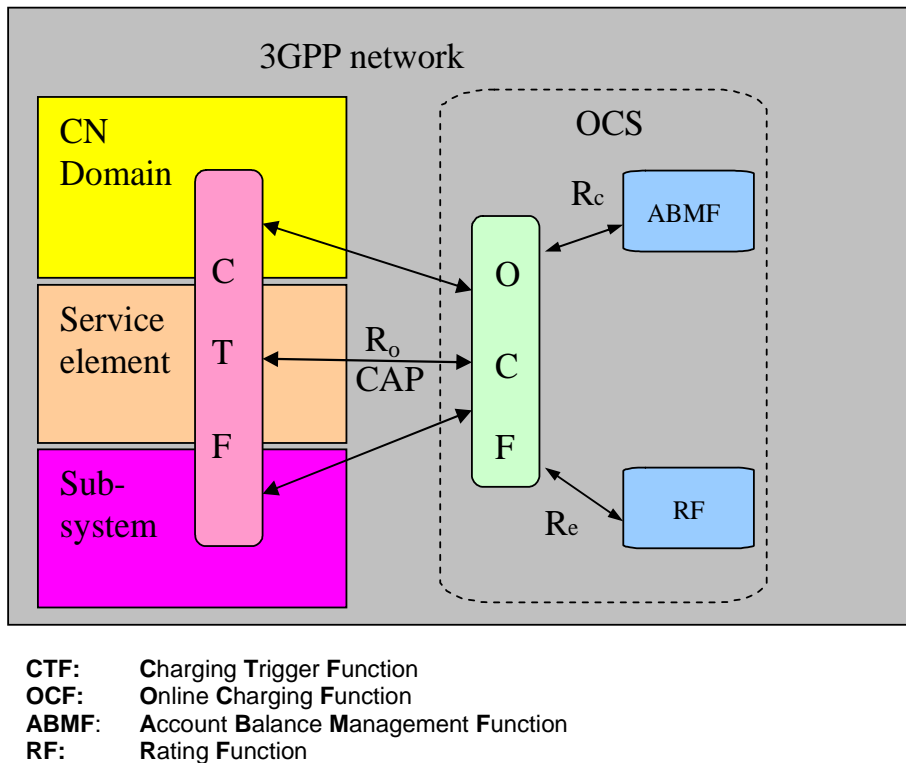 3GPP network
CN
Domain
Service
element
Sub-
system
C
T
F
Ro
CAP
OCS
O
C
F
Rc
ABMF
Re
RF
CTF: Charging Trigger Function
OCF: Online Charging Function
ABMF: Account Balance Management Function
RF: Rating Function